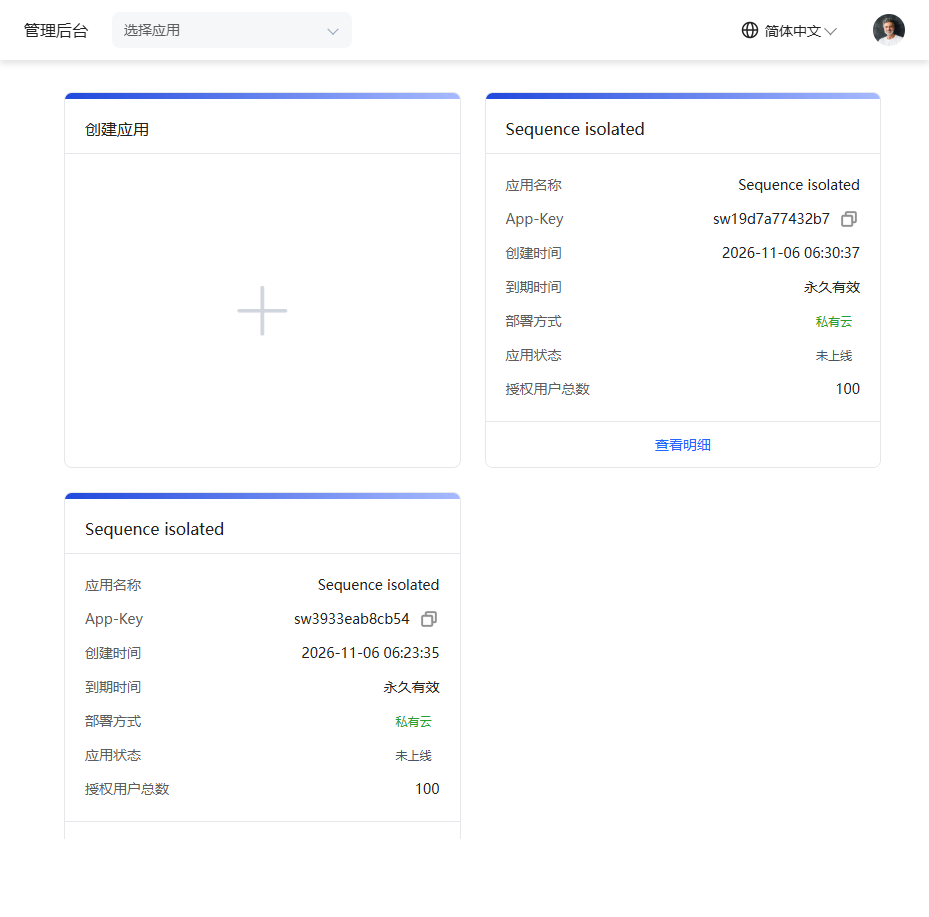 管理后台 选择应用 简体中文
创建应用
Sequence isolated
应用名称 Sequence isolated
App-Key sw19d7a77432b7
创建时间 2026-11-06 06:30:37
到期时间 永久有效
部署方式 私有云
应用状态 未上线
授权用户总数 100
查看明细
Sequence isolated
应用名称 Sequence isolated
App-Key sw3933eab8cb54
创建时间 2026-11-06 06:23:35
到期时间 永久有效
部署方式 私有云
应用状态 未上线
授权用户总数 100